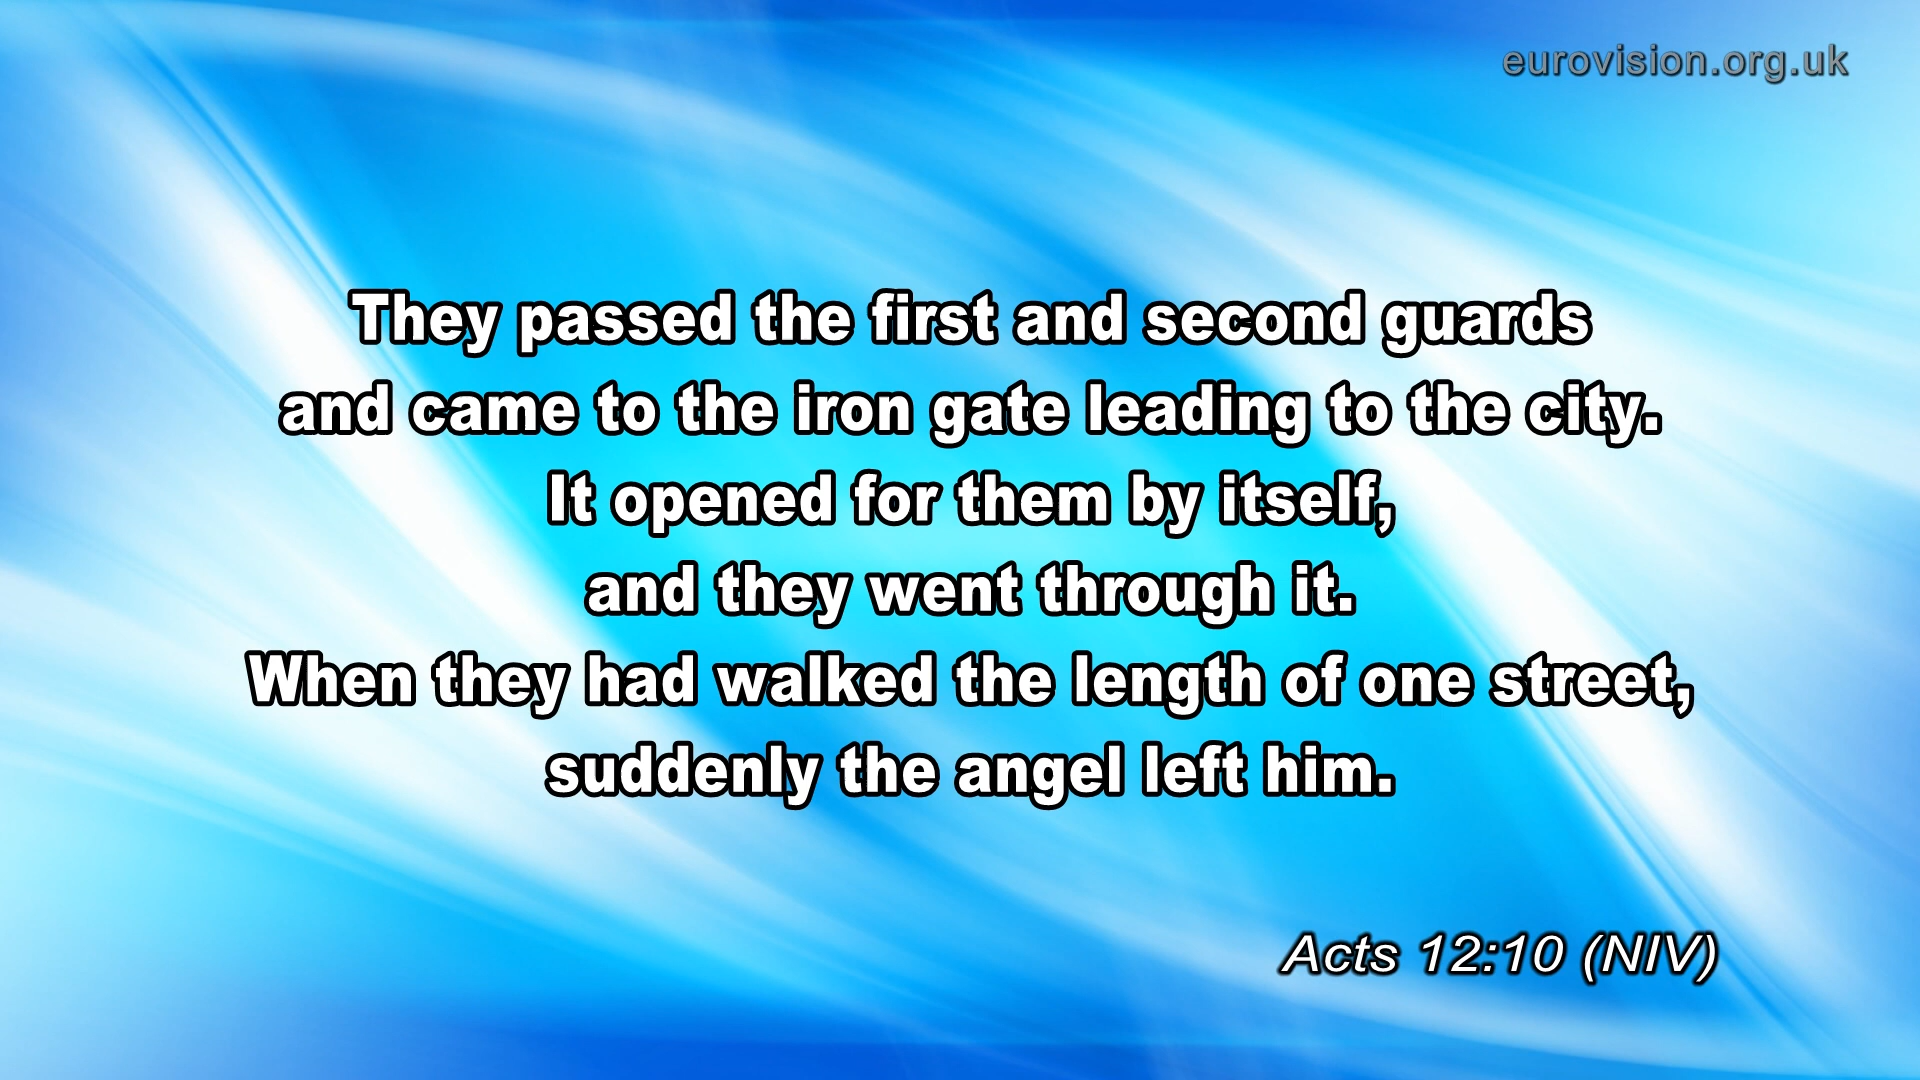 eurovision.org.uk
They passed the first and second guards
and came to the iron gate leading to the city.
It opened for them by itself,
and they went through it.
When they had walked the length of one street,
suddenly the angel left him.
Acts 12:10 (NIV)